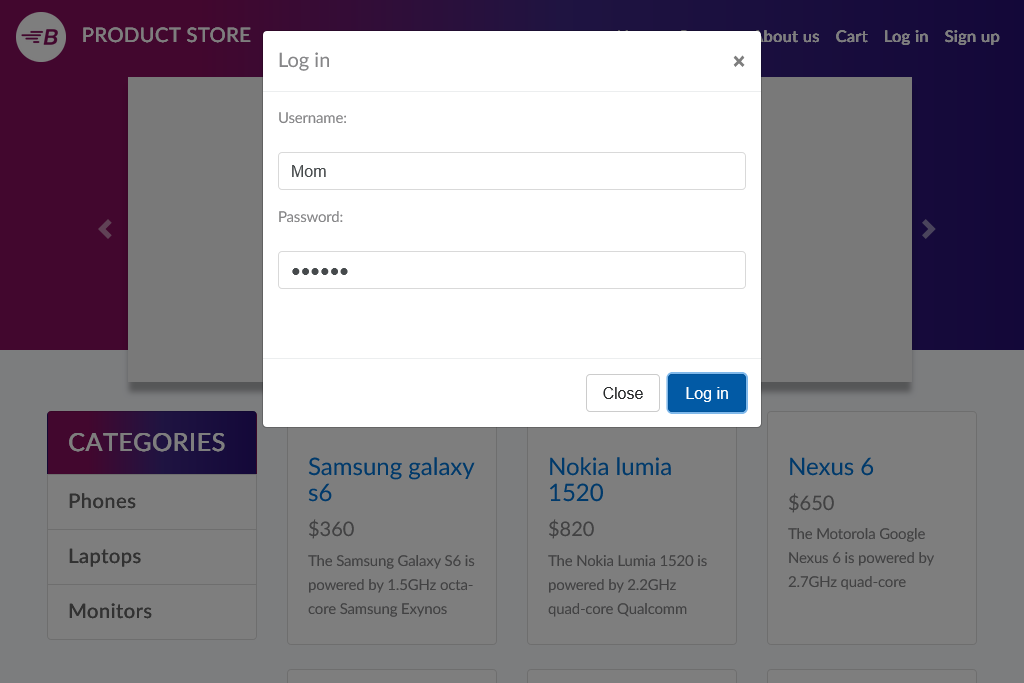 B
PRODUCT STORE
bout us
Cart
Log in
Sign up
Log in
×
Username:
Mom
Password:
••••••
Close
Log in
CATEGORIES
Phones
Laptops
Monitors
Samsung galaxy
s6
$360
The Samsung Galaxy S6 is
powered by 1.5GHz octa-
core Samsung Exynos
Nokia lumia
1520
$820
The Nokia Lumia 1520 is
powered by 2.2GHz
quad-core Qualcomm
Nexus 6
$650
The Motorola Google
Nexus 6 is powered by
2.7GHz quad-core